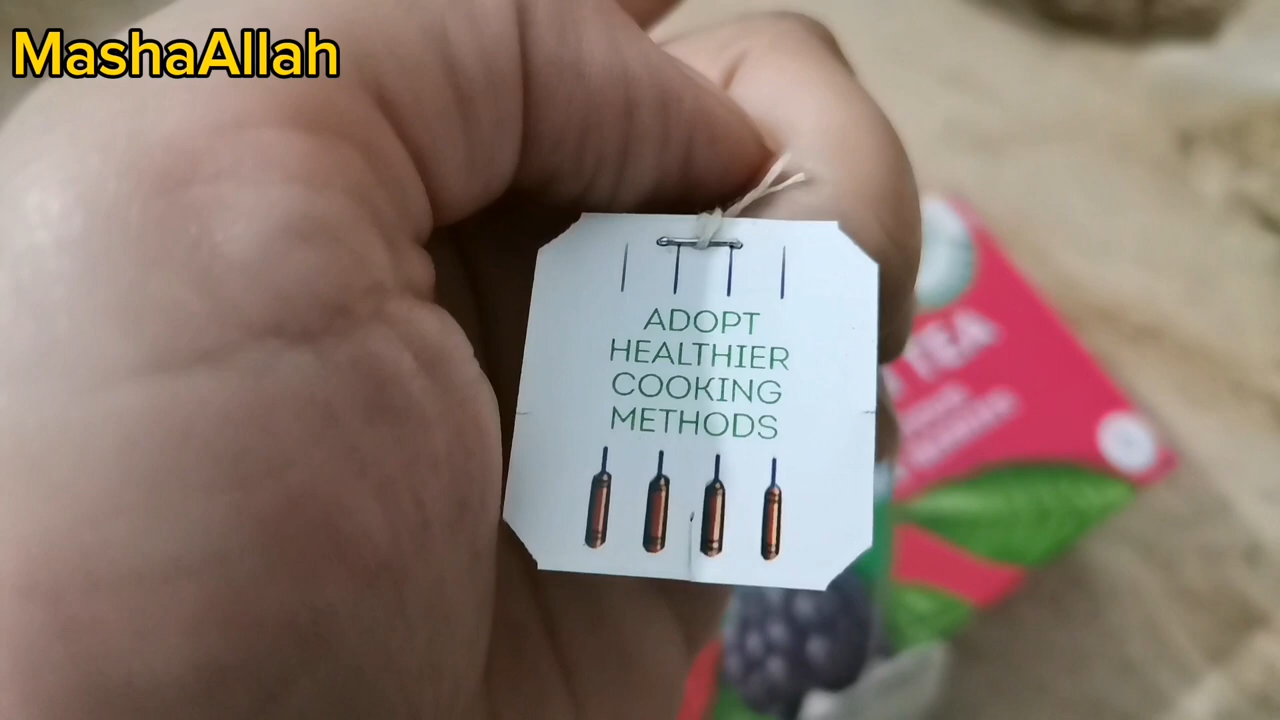 MashaAllah
ADOPT
HEALTHIER
COOKING
METHODS
TEA